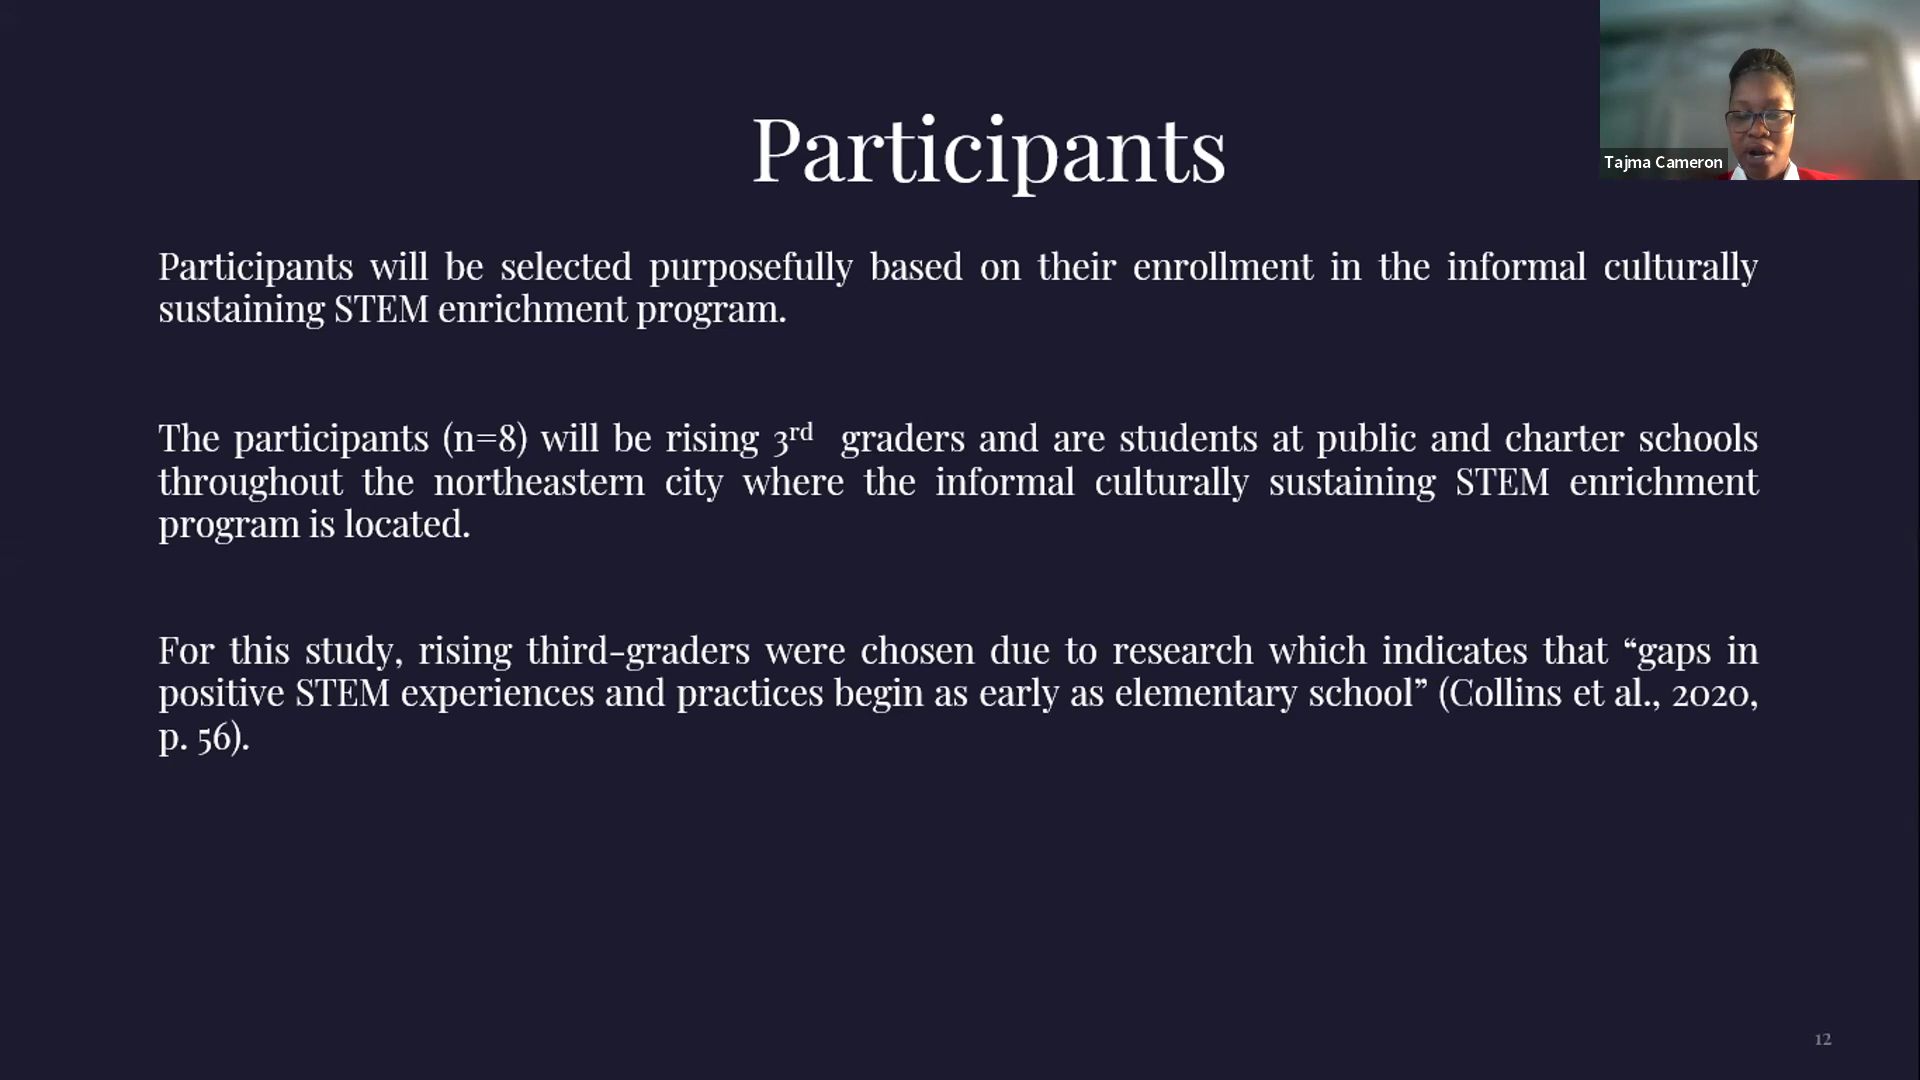 Participants
Tajma Cameron
Participants will be selected purposefully based on their enrollment in the informal culturally
sustaining STEM enrichment program.
The participants (n=8) will be rising 3rd graders and are students at public and charter schools
throughout the northeastern city where the informal culturally sustaining STEM enrichment
program is located.
For this study, rising third-graders were chosen due to research which indicates that “gaps in
positive STEM experiences and practices begin as early as elementary school” (Collins et al., 2020,
p. 56).
12